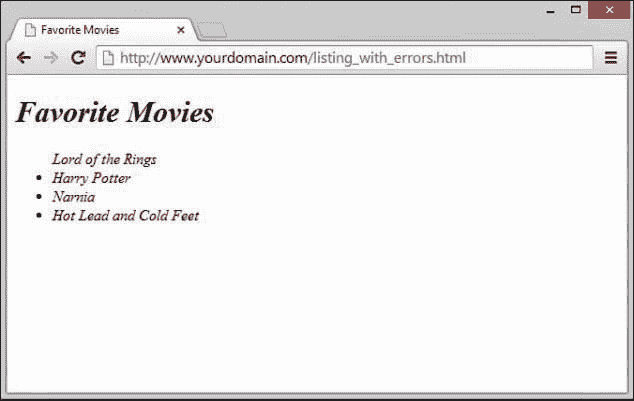 Favorite Movies
http://www.yourdomain.com/listing_with_errors.html
Favorite Movies
Lord of the Rings
Harry Potter
Narnia
Hot Lead and Cold Feet